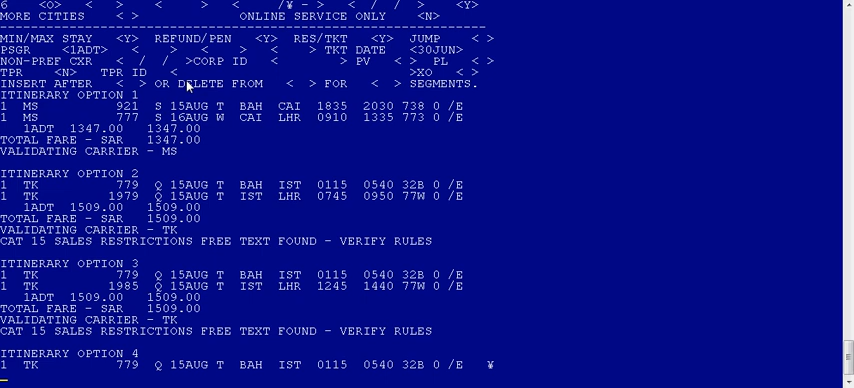 6    <O>   <    >    >    <    /¥ - >   <  /  /  >    <Y>
MORE CITIES   < >             ONLINE SERVICE ONLY    <N>
--------------------------------------------------------------
MIN/MAX STAY   <Y>  REFUND/PEN   <Y>  RES/TKT   <Y>  JUMP   < >
PSGR    <1ADT>  <     >  <     >  <     > TKT DATE   <30JUN>
NON-PREF CXR   <  /  /  >CORP ID   <        > PV < >  PL   < >
TPR    <N>   TPR ID   <                             >XO   < >
INSERT AFTER   <  > OR DELETE FROM   <  > FOR   <  > SEGMENTS.
ITINERARY OPTION 1
1  MS          921  S 15AUG T  BAH  CAI  1835  2030 738 0 /E
1  MS          777  S 16AUG W  CAI  LHR  0910  1335 773 0 /E
1ADT  1347.00    1347.00
TOTAL FARE - SAR   1347.00
VALIDATING CARRIER - MS
ITINERARY OPTION 2
1  TK          779  Q 15AUG T  BAH  IST  0115  0540 32B 0 /E
1  TK         1979  Q 15AUG T  IST  LHR  0745  0950 77W 0 /E
1ADT  1509.00    1509.00
TOTAL FARE - SAR   1509.00
VALIDATING CARRIER - TK
CAT 15 SALES RESTRICTIONS FREE TEXT FOUND - VERIFY RULES
ITINERARY OPTION 3
1  TK          779  Q 15AUG T  BAH  IST  0115  0540 32B 0 /E
1  TK         1985  Q 15AUG T  IST  LHR  1245  1440 77W 0 /E
1ADT  1509.00    1509.00
TOTAL FARE - SAR   1509.00
VALIDATING CARRIER - TK
CAT 15 SALES RESTRICTIONS FREE TEXT FOUND - VERIFY RULES
ITINERARY OPTION 4
1  TK          779  Q 15AUG T  BAH  IST  0115  0540 32B 0 /E   ¥